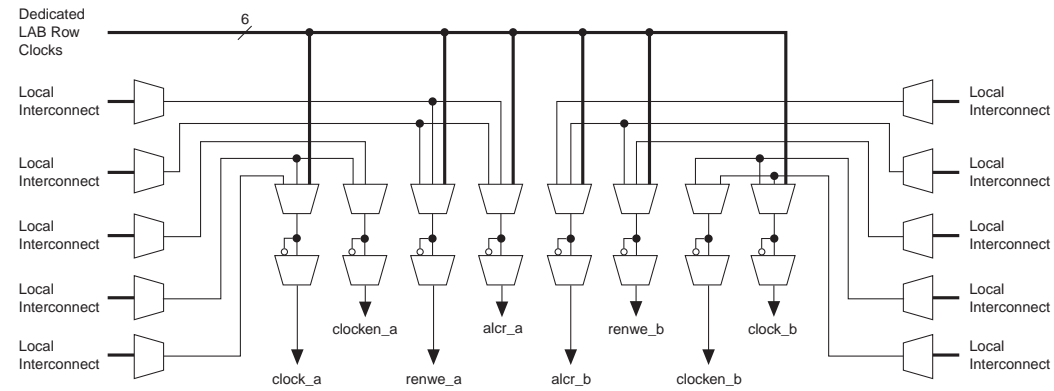 Dedicated
LAB Row
Clocks
6
Local
Interconnect
Local
Interconnect
Local
Interconnect
Local
Interconnect
Local
Interconnect
Local
Interconnect
Local
Interconnect
Local
Interconnect
Local
Interconnect
Local
Interconnect
clocken_a
alcr_a
renwe_b
clock_b
clock_a
renwe_a
alcr_b
clocken_b